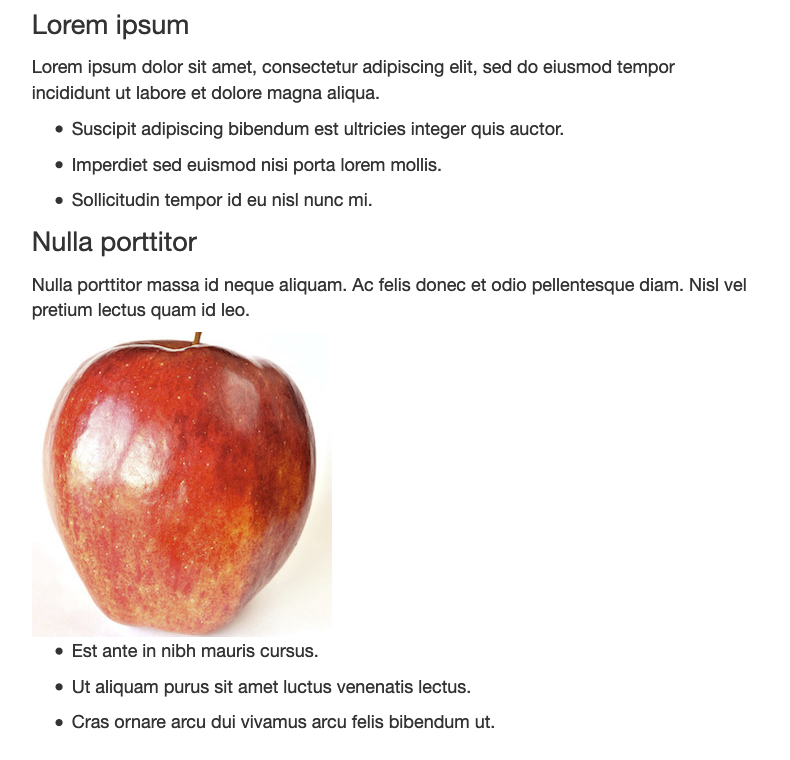 Lorem ipsum
Lorem ipsum dolor sit amet, consectetur adipiscing elit, sed do eiusmod tempor
incididunt ut labore et dolore magna aliqua.
• Suscipit adipiscing bibendum est ultricies integer quis auctor.
• Imperdiet sed euismod nisi porta lorem mollis.
• Sollicitudin tempor id eu nisl nunc mi.
Nulla porttitor
Nulla porttitor massa id neque aliquam. Ac felis donec et odio pellentesque diam. Nisl vel
pretium lectus quam id leo.
• Est ante in nibh mauris cursus.
• Ut aliquam purus sit amet luctus venenatis lectus.
• Cras ornare arcu dui vivamus arcu felis bibendum ut.